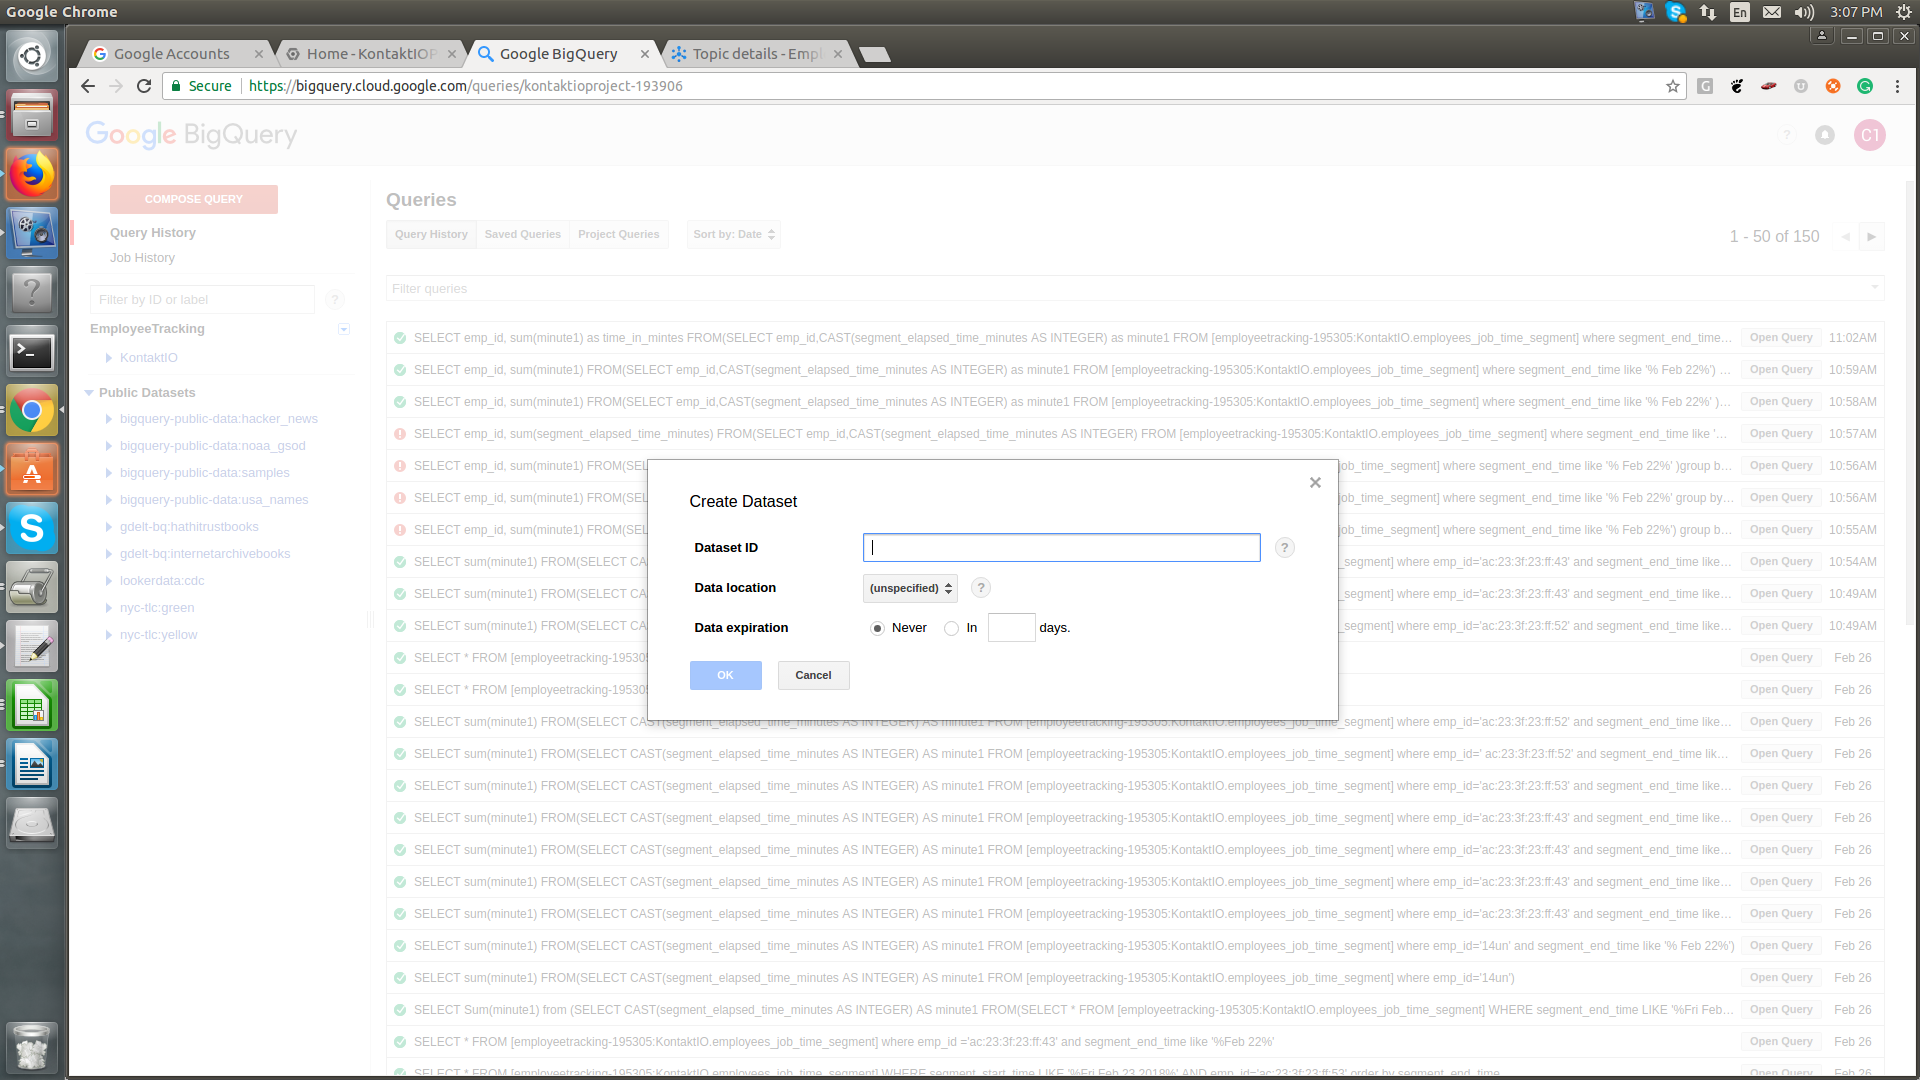 Google Chrome
En
3:07 PM
Google Accounts
Home - KontaktIOP
Google BigQuery
Topic details - Empl
Secure
https://bigquery.cloud.google.com/queries/kontaktioproject-193906
Google BigQuery
?
C1
COMPOSE QUERY
Query History
Job History
Filter by ID or label
?
EmployeeTracking
KontaktIO
Public Datasets
bigquery-public-data:hacker_news
bigquery-public-data:noaa_gsod
bigquery-public-data:samples
bigquery-public-data:usa_names
gdelt-bq:hathitrustbooks
gdelt-bq:internetarchivebooks
lookerdata:cdc
nyc-tlc:green
nyc-tlc:yellow
Queries
Query History
Saved Queries
Project Queries
Sort by: Date
1 - 50 of 150
Filter queries
SELECT emp_id, sum(minute1) as time_in_mintes FROM(SELECT emp_id,CAST(segment_elapsed_time_minutes AS INTEGER) as minute1 FROM [employeetracking-195305:KontaktIO.employees_job_time_segment] where segment_end_time... Open Query 11:02AM
SELECT emp_id, sum(minute1) FROM(SELECT emp_id,CAST(segment_elapsed_time_minutes AS INTEGER) as minute1 FROM [employeetracking-195305:KontaktIO.employees_job_time_segment] where segment_end_time like '% Feb 22%') ... Open Query 10:59AM
SELECT emp_id, sum(minute1) FROM(SELECT emp_id,CAST(segment_elapsed_time_minutes AS INTEGER) as minute1 FROM [employeetracking-195305:KontaktIO.employees_job_time_segment] where segment_end_time like '% Feb 22%' )... Open Query 10:58AM
SELECT emp_id, sum(segment_elapsed_time_minutes) FROM(SELECT emp_id,CAST(segment_elapsed_time_minutes AS INTEGER) FROM [employeetracking-195305:KontaktIO.employees_job_time_segment] where segment_end_time like '... Open Query 10:57AM
SELECT emp_id, sum(minute1) FROM(SEL job_time_segment] where segment_end_time like '% Feb 22%' )group b... Open Query 10:56AM
SELECT emp_id, sum(minute1) FROM(SEL job_time_segment] where segment_end_time like '% Feb 22%' group by... Open Query 10:56AM
SELECT emp_id, sum(minute1) FROM(SEL job_time_segment] where segment_end_time like '% Feb 22%') group b... Open Query 10:55AM
SELECT sum(minute1) FROM(SELECT CA where emp_id='ac:23:3f:23:ff:43' and segment_end_time like... Open Query 10:54AM
SELECT sum(minute1) FROM(SELECT CA where emp_id='ac:23:3f:23:ff:43' and segment_end_time like... Open Query 10:49AM
SELECT sum(minute1) FROM(SELECT CA where emp_id='ac:23:3f:23:ff:52' and segment_end_time like... Open Query 10:49AM
SELECT * FROM [employeetracking-19530 Open Query Feb 26
SELECT * FROM [employeetracking-19530 Open Query Feb 26
Create Dataset
Dataset ID
?
Data location (unspecified) ?
Data expiration Never In days.
OK Cancel
SELECT sum(minute1) FROM(SELECT CAST(segment_elapsed_time_minutes AS INTEGER) AS minute1 FROM [employeetracking-195305:KontaktIO.employees_job_time_segment] where emp_id='ac:23:3f:23:ff:52' and segment_end_time like... Open Query Feb 26
SELECT sum(minute1) FROM(SELECT CAST(segment_elapsed_time_minutes AS INTEGER) AS minute1 FROM [employeetracking-195305:KontaktIO.employees_job_time_segment] where emp_id=' ac:23:3f:23:ff:52' and segment_end_time lik... Open Query Feb 26
SELECT sum(minute1) FROM(SELECT CAST(segment_elapsed_time_minutes AS INTEGER) AS minute1 FROM [employeetracking-195305:KontaktIO.employees_job_time_segment] where emp_id='ac:23:3f:23:ff:53' and segment_end_time like... Open Query Feb 26
SELECT sum(minute1) FROM(SELECT CAST(segment_elapsed_time_minutes AS INTEGER) AS minute1 FROM [employeetracking-195305:KontaktIO.employees_job_time_segment] where emp_id='ac:23:3f:23:ff:43' and segment_end_time like... Open Query Feb 26
SELECT sum(minute1) FROM(SELECT CAST(segment_elapsed_time_minutes AS INTEGER) AS minute1 FROM [employeetracking-195305:KontaktIO.employees_job_time_segment] where emp_id='ac:23:3f:23:ff:43' and segment_end_time like... Open Query Feb 26
SELECT sum(minute1) FROM(SELECT CAST(segment_elapsed_time_minutes AS INTEGER) AS minute1 FROM [employeetracking-195305:KontaktIO.employees_job_time_segment] where emp_id='ac:23:3f:23:ff:43' and segment_end_time like... Open Query Feb 26
SELECT sum(minute1) FROM(SELECT CAST(segment_elapsed_time_minutes AS INTEGER) AS minute1 FROM [employeetracking-195305:KontaktIO.employees_job_time_segment] where emp_id='ac:23:3f:23:ff:43' and segment_end_time like... Open Query Feb 26
SELECT sum(minute1) FROM(SELECT CAST(segment_elapsed_time_minutes AS INTEGER) AS minute1 FROM [employeetracking-195305:KontaktIO.employees_job_time_segment] where emp_id='14un' and segment_end_time like '% Feb 22%') Open Query Feb 26
SELECT sum(minute1) FROM(SELECT CAST(segment_elapsed_time_minutes AS INTEGER) AS minute1 FROM [employeetracking-195305:KontaktIO.employees_job_time_segment] where emp_id='14un') Open Query Feb 26
SELECT Sum(minute1) from (SELECT CAST(segment_elapsed_time_minutes AS INTEGER) AS minute1 FROM(SELECT * FROM [employeetracking-195305:KontaktIO.employees_job_time_segment] WHERE segment_end_time LIKE '%Fri Feb... Open Query Feb 26
SELECT * FROM [employeetracking-195305:KontaktIO.employees_job_time_segment] where emp_id ='ac:23:3f:23:ff:43' and segment_end_time like '%Feb 22%' Open Query Feb 26
SELECT * FROM [employeetracking-195305:KontaktIO.employees_job_time_segment] WHERE segment_start_time LIKE '%Fri Feb 23 2018%' AND emp_id='ac:23:3f:23:ff:53' order by segment_end_time Open Query Feb 26